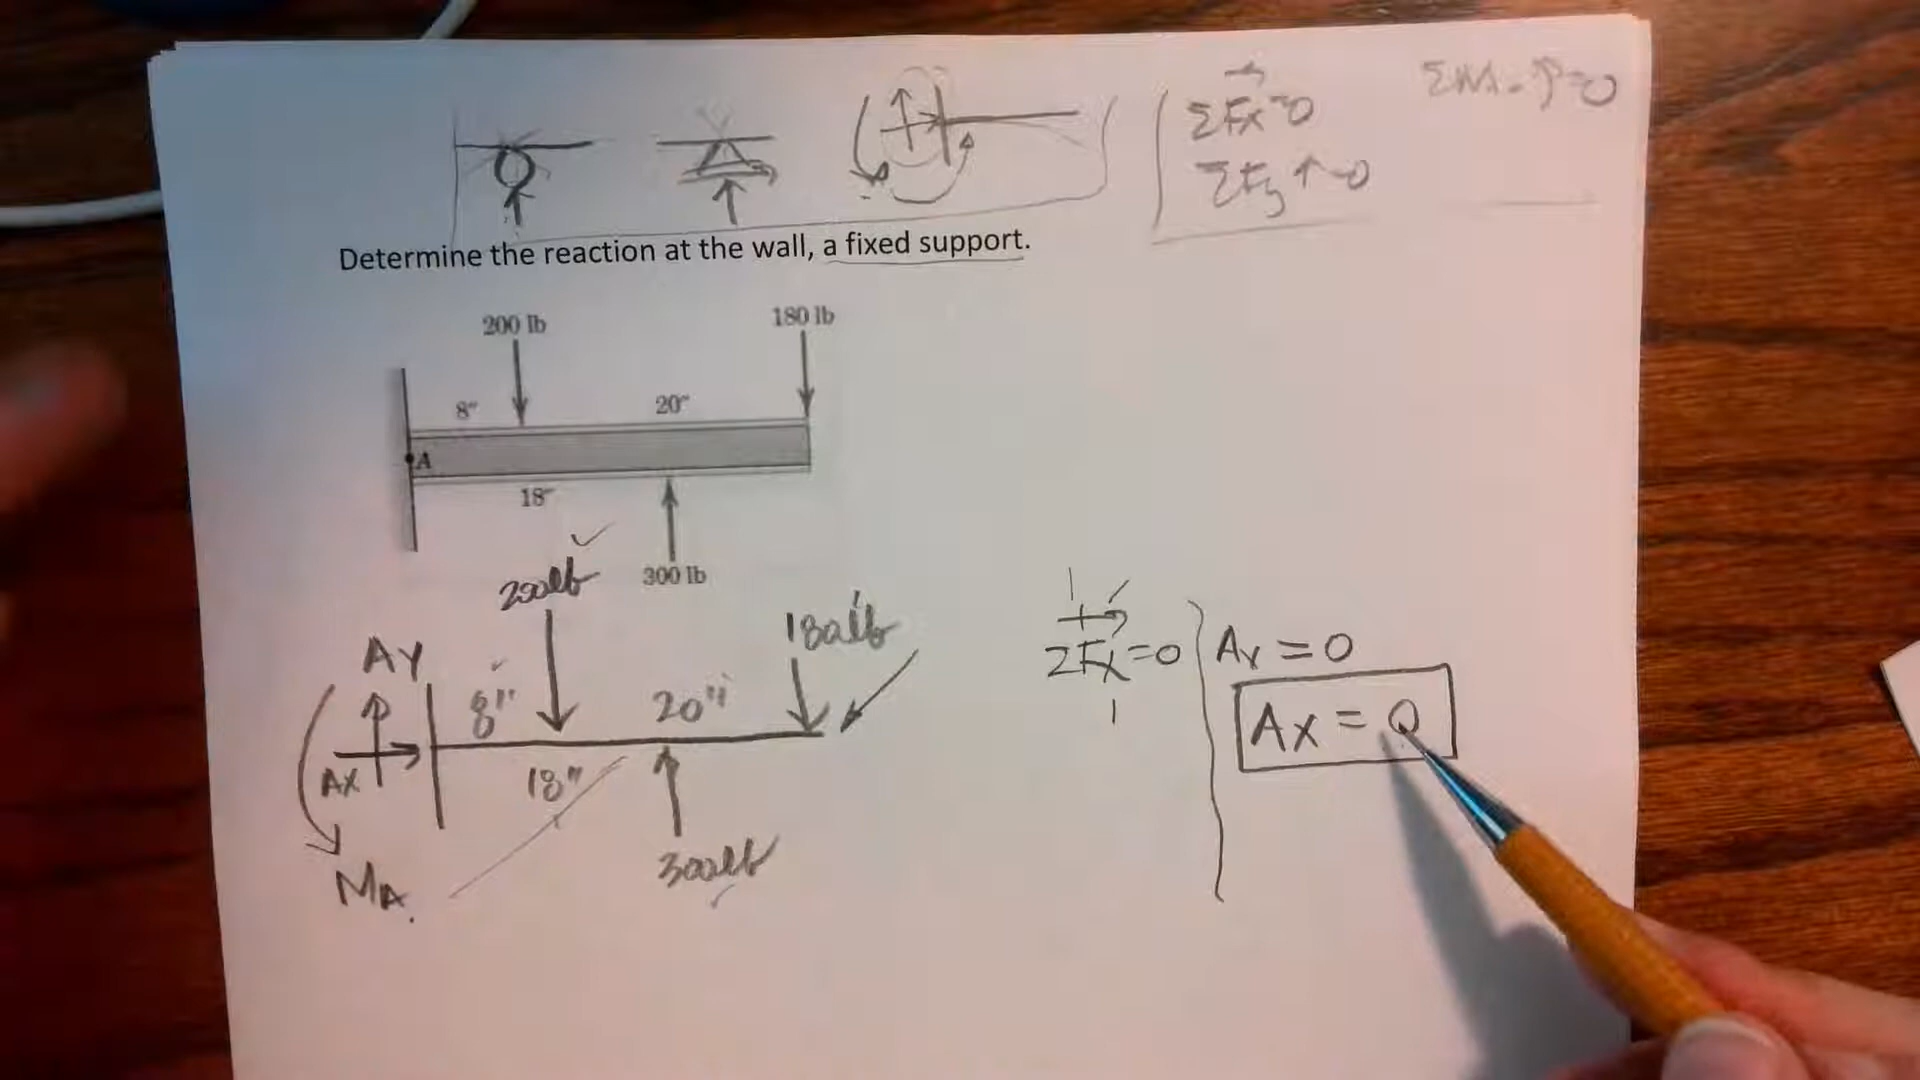 ΣFx=0
ΣM. ↑=0
ΣFy ↑=0
Determine the reaction at the wall, a fixed support.
200 lb
180 lb
8"
20"
A
18"
300 lb
200lb
180lb
AY
8"
20"
AX
18"
300lb
MA.
ΣFx=0
Ax = 0
AX = 0